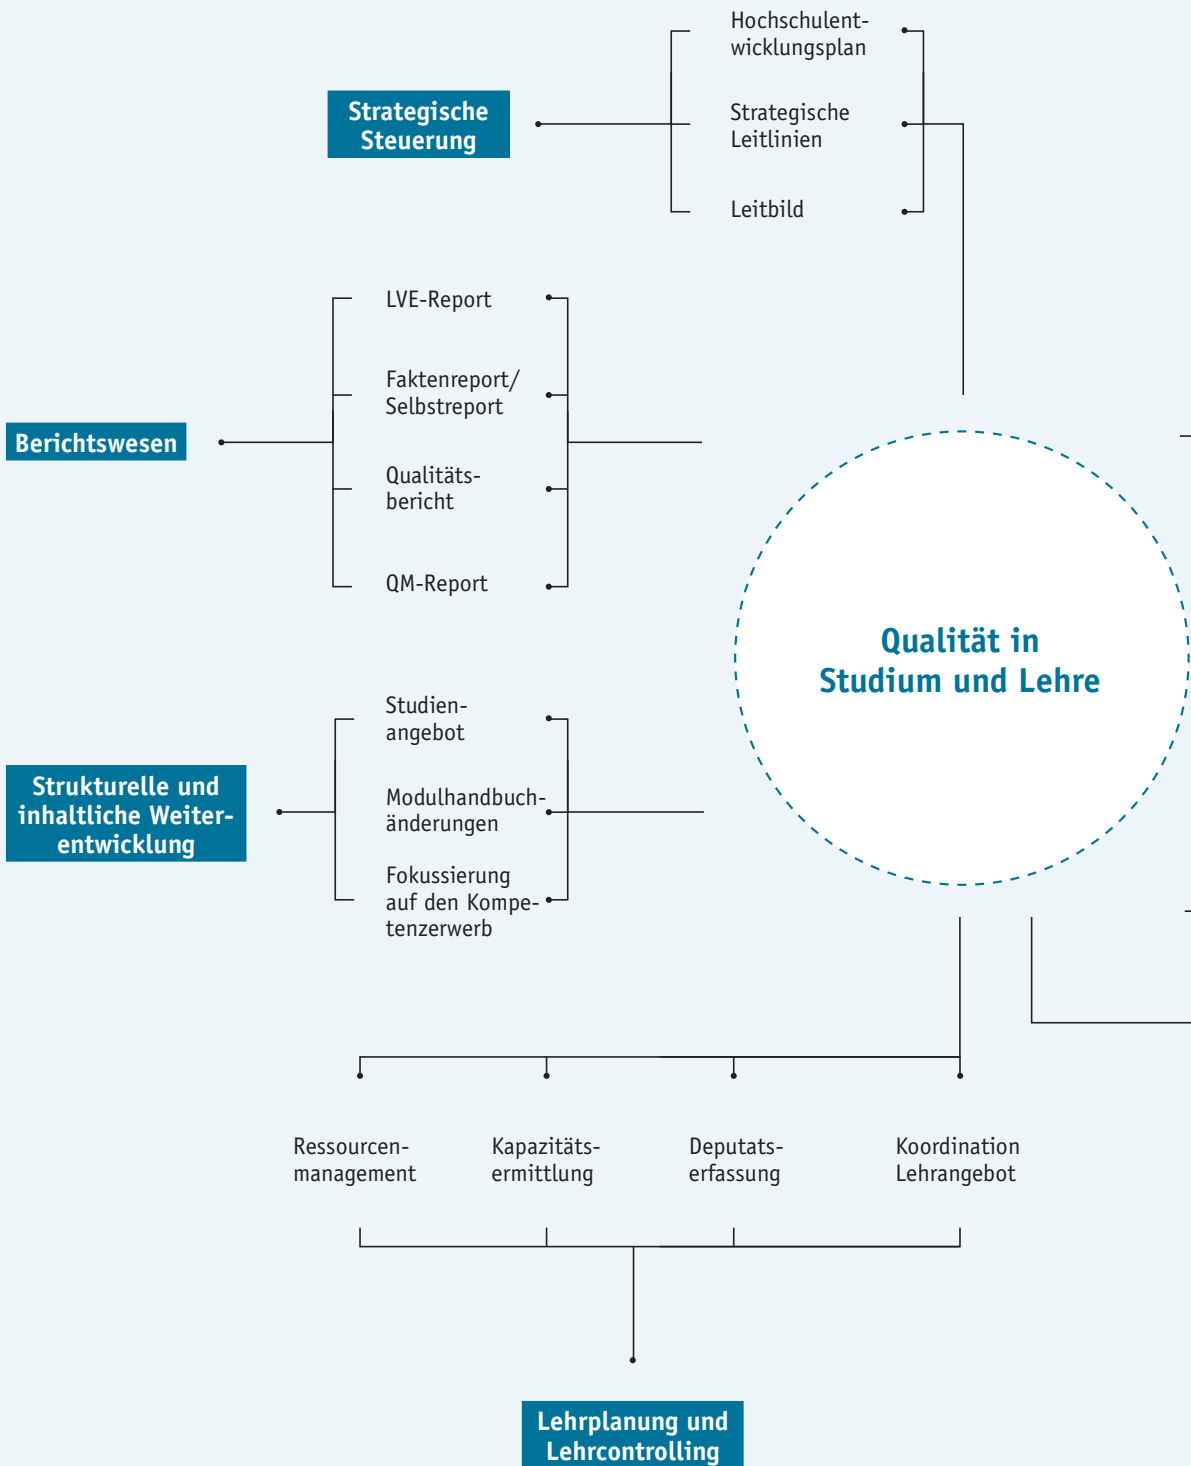 Hochschulent-
wicklungsplan
Strategische
Steuerung
Strategische
Leitlinien
Leitbild
LVE-Report
Faktenreport/
Selbstreport
Berichtswesen
Qualitäts-
bericht
QM-Report
Qualität in
Studium und Lehre
Studien-
angebot
Strukturelle und
inhaltliche Weiter-
entwicklung
Modulhandbuch-
änderungen
Fokussierung
auf den Kompe-
tenzerwerb
Ressourcen-
management
Kapazitäts-
ermittlung
Deputats-
erfassung
Koordination
Lehrangebot
Lehrplanung und
Lehrcontrolling